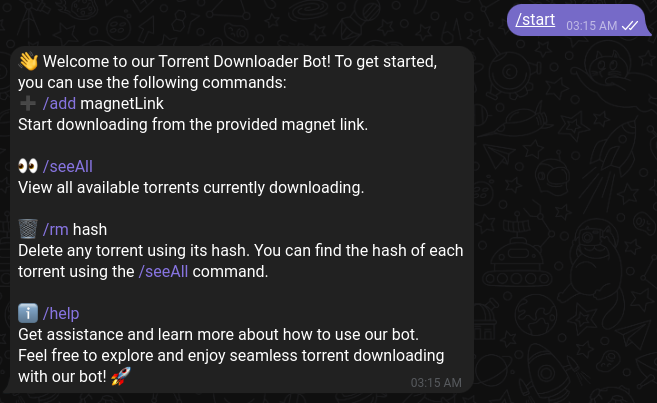 /start
03:15 AM
👋 Welcome to our Torrent Downloader Bot! To get started,
you can use the following commands:
➕ /add magnetLink
Start downloading from the provided magnet link.
👀 /seeAll
View all available torrents currently downloading.
🗑️ /rm hash
Delete any torrent using its hash. You can find the hash of each
torrent using the /seeAll command.
ℹ️ /help
Get assistance and learn more about how to use our bot.
Feel free to explore and enjoy seamless torrent downloading
with our bot! 🚀
03:15 AM